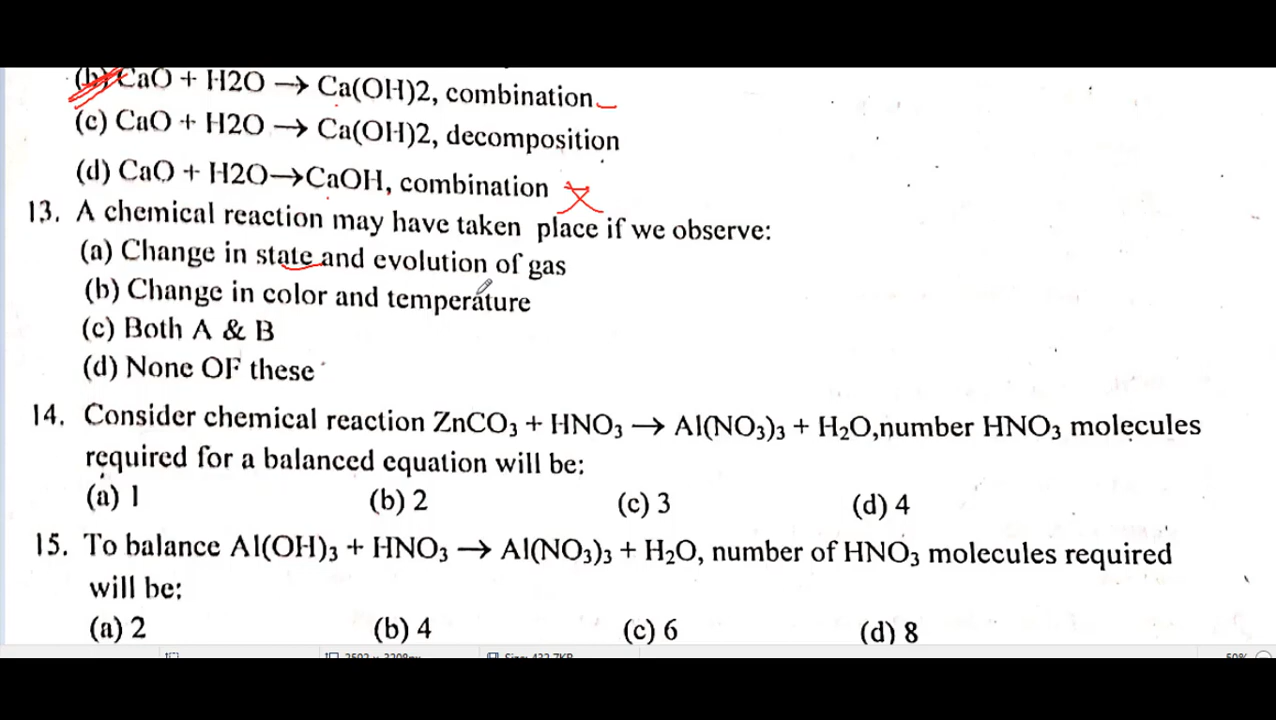 (b) CaO + H2O → Ca(OH)2, combination
(c) CaO + H2O → Ca(OH)2, decomposition
(d) CaO + H2O→CaOH, combination
13. A chemical reaction may have taken place if we observe:
(a) Change in state and evolution of gas
(b) Change in color and temperature
(c) Both A & B
(d) None OF these
14. Consider chemical reaction ZnCO₃ + HNO₃ → Al(NO₃)₃ + H₂O,number HNO₃ molecules
required for a balanced equation will be:
(a) 1 (b) 2 (c) 3 (d) 4
15. To balance Al(OH)₃ + HNO₃ → Al(NO₃)₃ + H₂O, number of HNO₃ molecules required
will be:
(a) 2 (b) 4 (c) 6 (d) 8